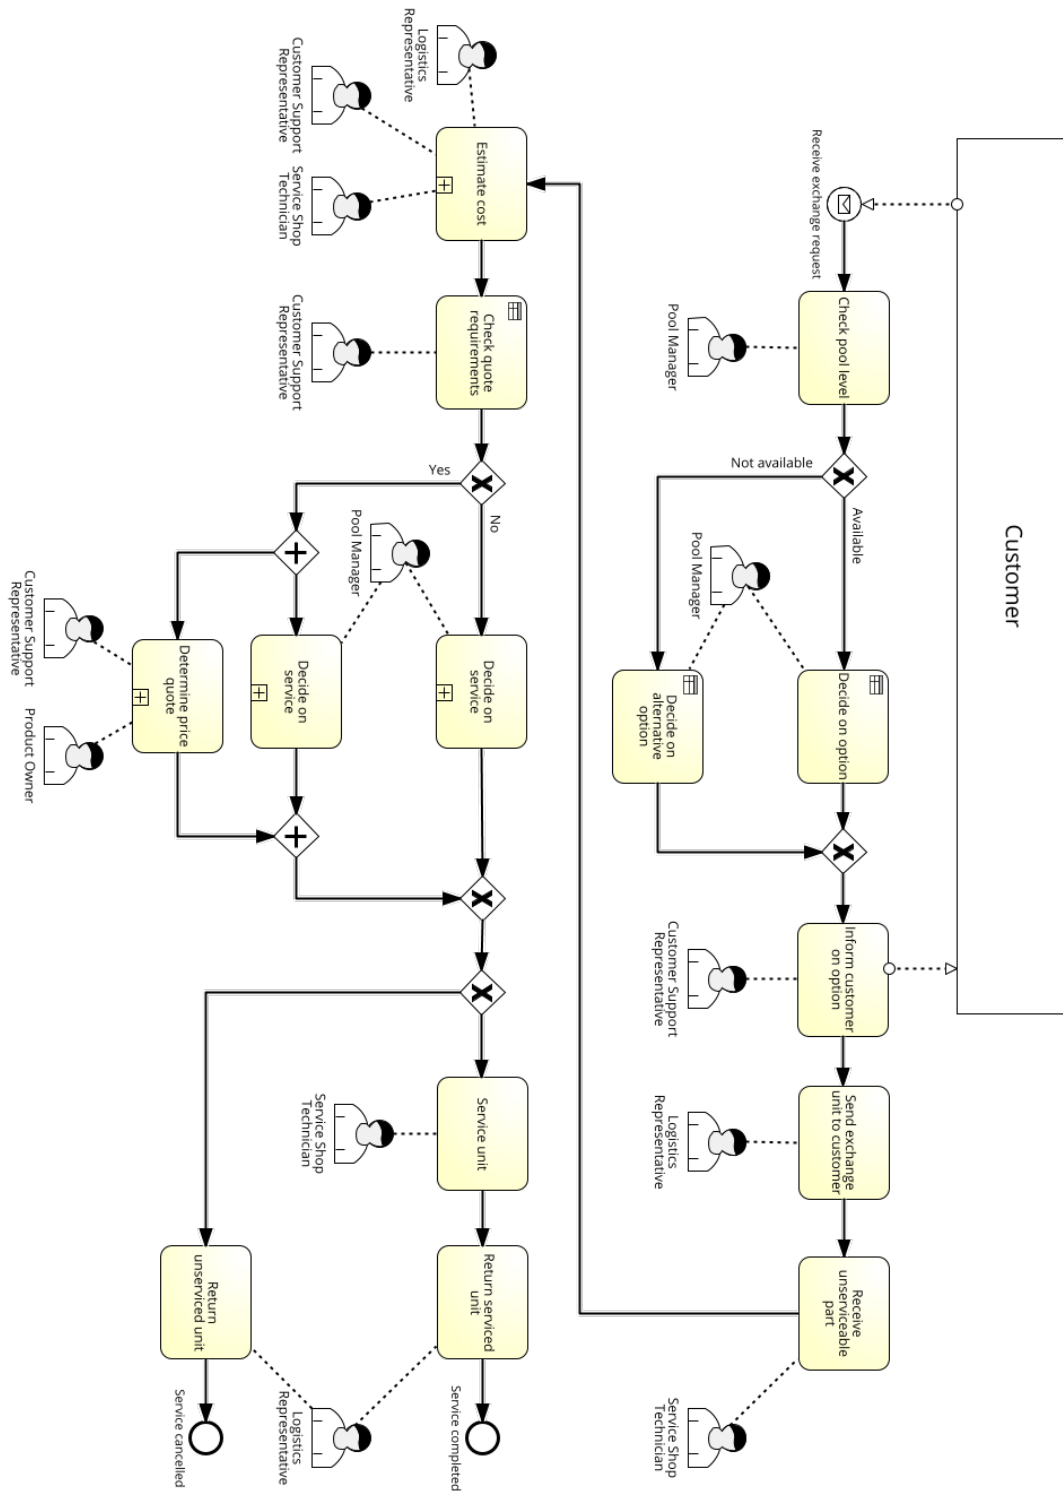 Customer
Receive exchange request
Check pool level
Pool Manager
Not available
Available
Pool Manager
Decide on option
Decide on
alternative
option
Inform customer
on option
Customer Support
Representative
Send exchange
unit to customer
Logistics
Representative
Receive
unserviceable
part
Service Shop
Technician
Logistics
Representative
Customer Support
Representative
Service Shop
Technician
Estimate cost
Check quote
requirements
Customer Support
Representative
Yes
No
Pool Manager
Decide on
service
Decide on
service
Determine price
quote
Customer Support
Representative
Product Owner
Service unit
Service Shop
Technician
Return serviced
unit
Service completed
Return
unserviced unit
Logistics
Representative
Service cancelled